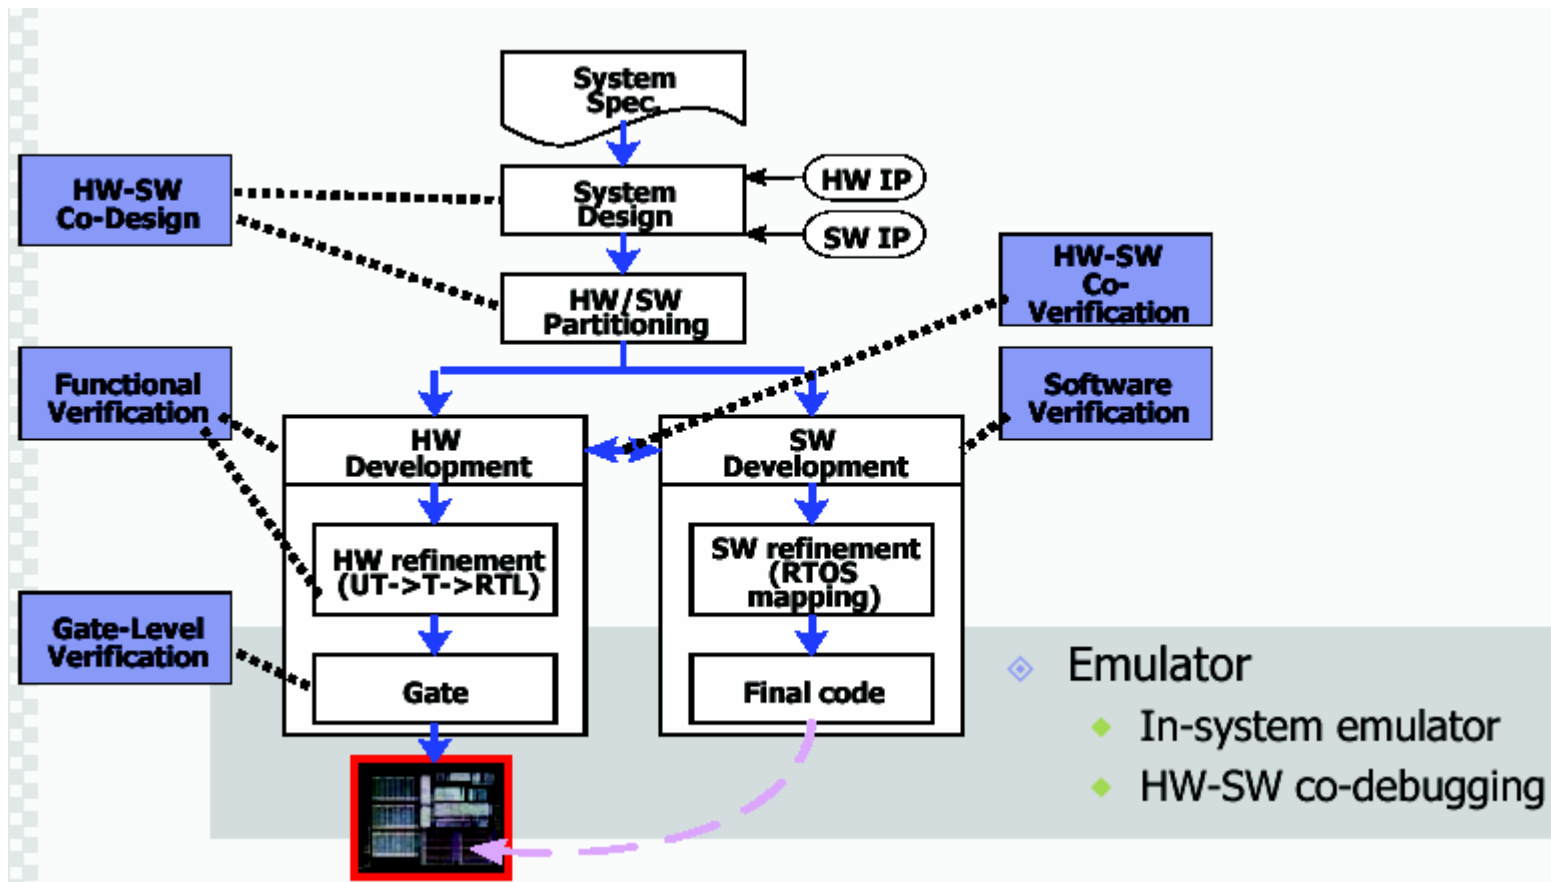 System
Spec.
HW-SW
Co-Design
System
Design
HW IP
SW IP
HW/SW
Partitioning
HW-SW
Co-
Verification
Functional
Verification
Software
Verification
HW
Development
SW
Development
HW refinement
(UT->T->RTL)
SW refinement
(RTOS
mapping)
Gate-Level
Verification
Gate
Final code
Emulator
In-system emulator
HW-SW co-debugging